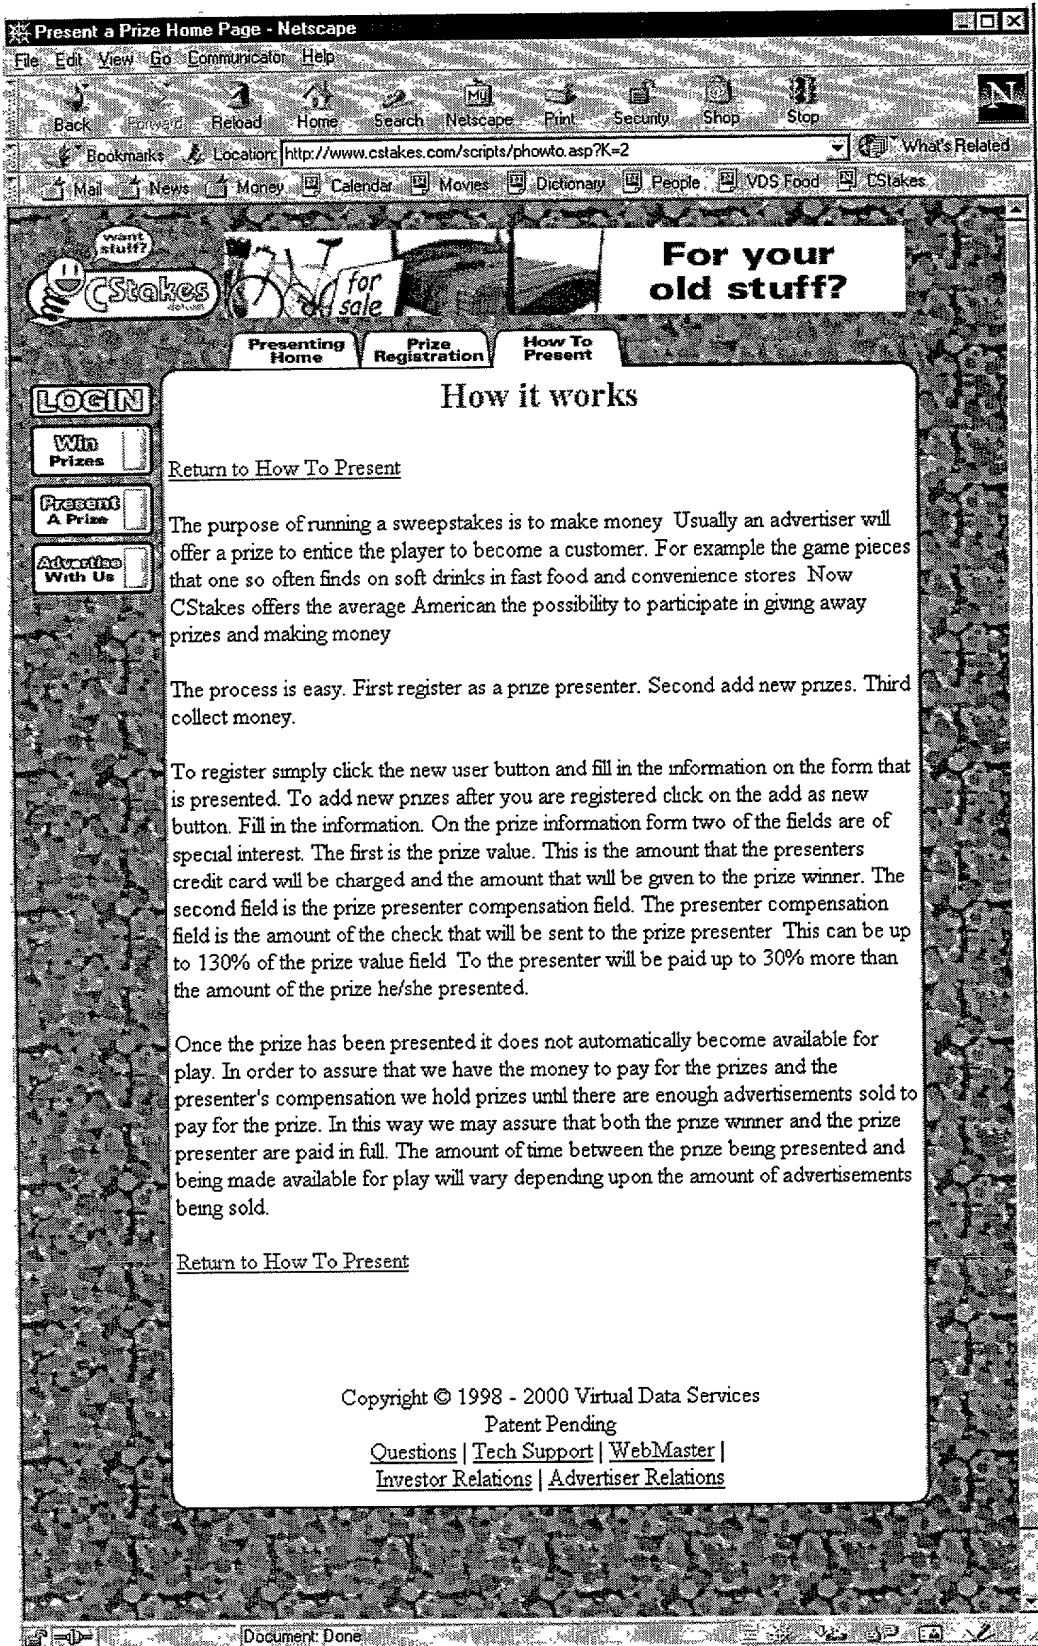 Present a Prize Home Page - Netscape
File Edit View Go Communicator Help
Back Forward Reload Home Search Netscape Print Security Shop Stop
Bookmarks Location: http://www.cstakes.com/scripts/phowto.asp?K=2 What's Related
Mail News Money Calendar Movies Dictionary People VDS Food CStakes
want stuff?
CStakes
.com
for sale
For your
old stuff?
Presenting Home
Prize Registration
How To Present
LOGIN
How it works
Win
Prizes
Return to How To Present
Present
A Prize
The purpose of running a sweepstakes is to make money Usually an advertiser will
offer a prize to entice the player to become a customer. For example the game pieces
Advertise
With Us
that one so often finds on soft drinks in fast food and convenience stores Now
CStakes offers the average American the possibility to participate in giving away
prizes and making money
The process is easy. First register as a prize presenter. Second add new prizes. Third
collect money.
To register simply click the new user button and fill in the information on the form that
is presented. To add new prizes after you are registered click on the add as new
button. Fill in the information. On the prize information form two of the fields are of
special interest. The first is the prize value. This is the amount that the presenters
credit card will be charged and the amount that will be given to the prize winner. The
second field is the prize presenter compensation field. The presenter compensation
field is the amount of the check that will be sent to the prize presenter This can be up
to 130% of the prize value field To the presenter will be paid up to 30% more than
the amount of the prize he/she presented.
Once the prize has been presented it does not automatically become available for
play. In order to assure that we have the money to pay for the prizes and the
presenter's compensation we hold prizes until there are enough advertisements sold to
pay for the prize. In this way we may assure that both the prize winner and the prize
presenter are paid in full. The amount of time between the prize being presented and
being made available for play will vary depending upon the amount of advertisements
being sold.
Return to How To Present
Copyright © 1998 - 2000 Virtual Data Services
Patent Pending
Questions | Tech Support | WebMaster |
Investor Relations | Advertiser Relations
Document: Done